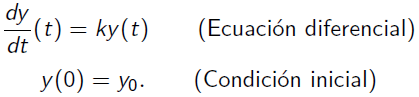 dy/dt (t) = ky(t) (Ecuación diferencial)
y(0) = y₀. (Condición inicial)